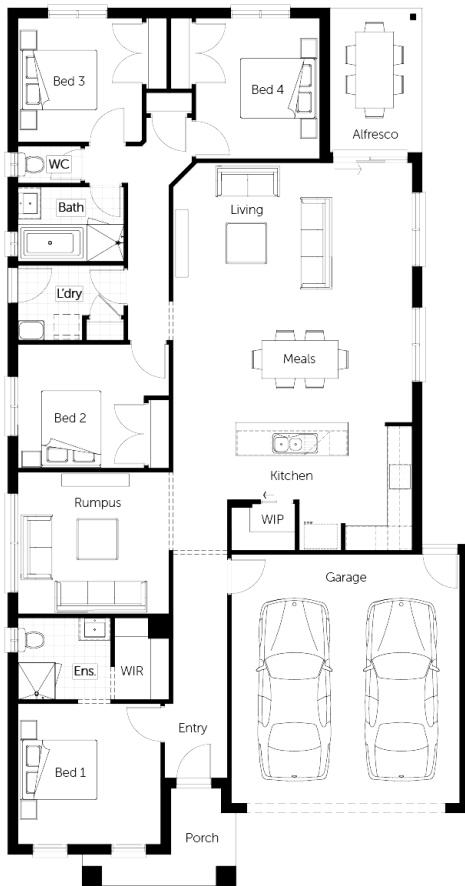 Bed 3
Bed 4
Alfresco
WC
Bath
Living
L'dry
Meals
Bed 2
Kitchen
Rumpus
WIP
Garage
Ens.
WIR
Entry
Bed 1
Porch